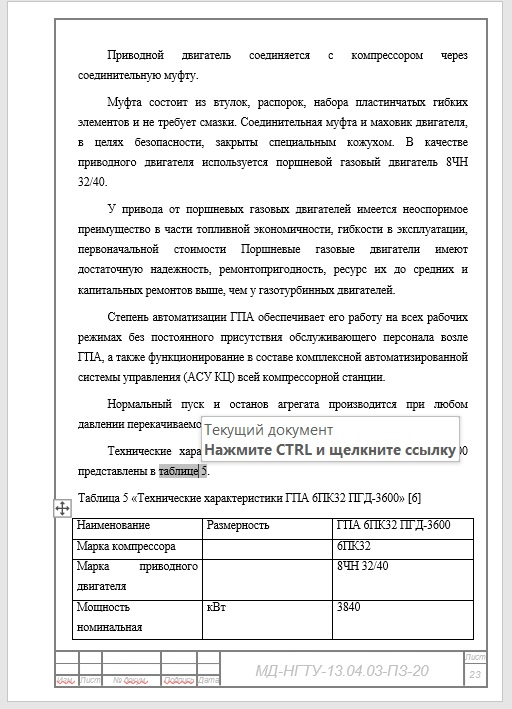 Приводной двигатель соединяется с компрессором через
соединительную муфту.
Муфта состоит из втулок, распорок, набора пластинчатых гибких
элементов и не требует смазки. Соединительная муфта и маховик двигателя,
в целях безопасности, закрыты специальным кожухом. В качестве
приводного двигателя используется поршневой газовый двигатель 8ЧН
32/40.
У привода от поршневых газовых двигателей имеется неоспоримое
преимущество в части топливной экономичности, гибкости в эксплуатации,
первоначальной стоимости Поршневые газовые двигатели имеют
достаточную надежность, ремонтопригодность, ресурс их до средних и
капитальных ремонтов выше, чем у газотурбинных двигателей.
Степень автоматизации ГПА обеспечивает его работу на всех рабочих
режимах без постоянного присутствия обслуживающего персонала возле
ГПА, а также функционирование в составе комплексной автоматизированной
системы управления (АСУ КЦ) всей компрессорной станции.
Нормальный пуск и останов агрегата производится при любом
давлении перекачиваемо
Текущий документ
Нажмите CTRL и щелкните ссылку
Технические хара 00
представлены в таблице 5.
Таблица 5 «Технические характеристики ГПА 6ПК32 ПГД-3600» [6]
Наименование Размерность ГПА 6ПК32 ПГД-3600
Марка компрессора 6ПК32
Марка приводного 8ЧН 32/40
двигателя
Мощность кВт 3840
номинальная
МД-НГТУ-13.04.03-ПЗ-20
Лист
23
Изм. Лист № докум. Подпись Дата